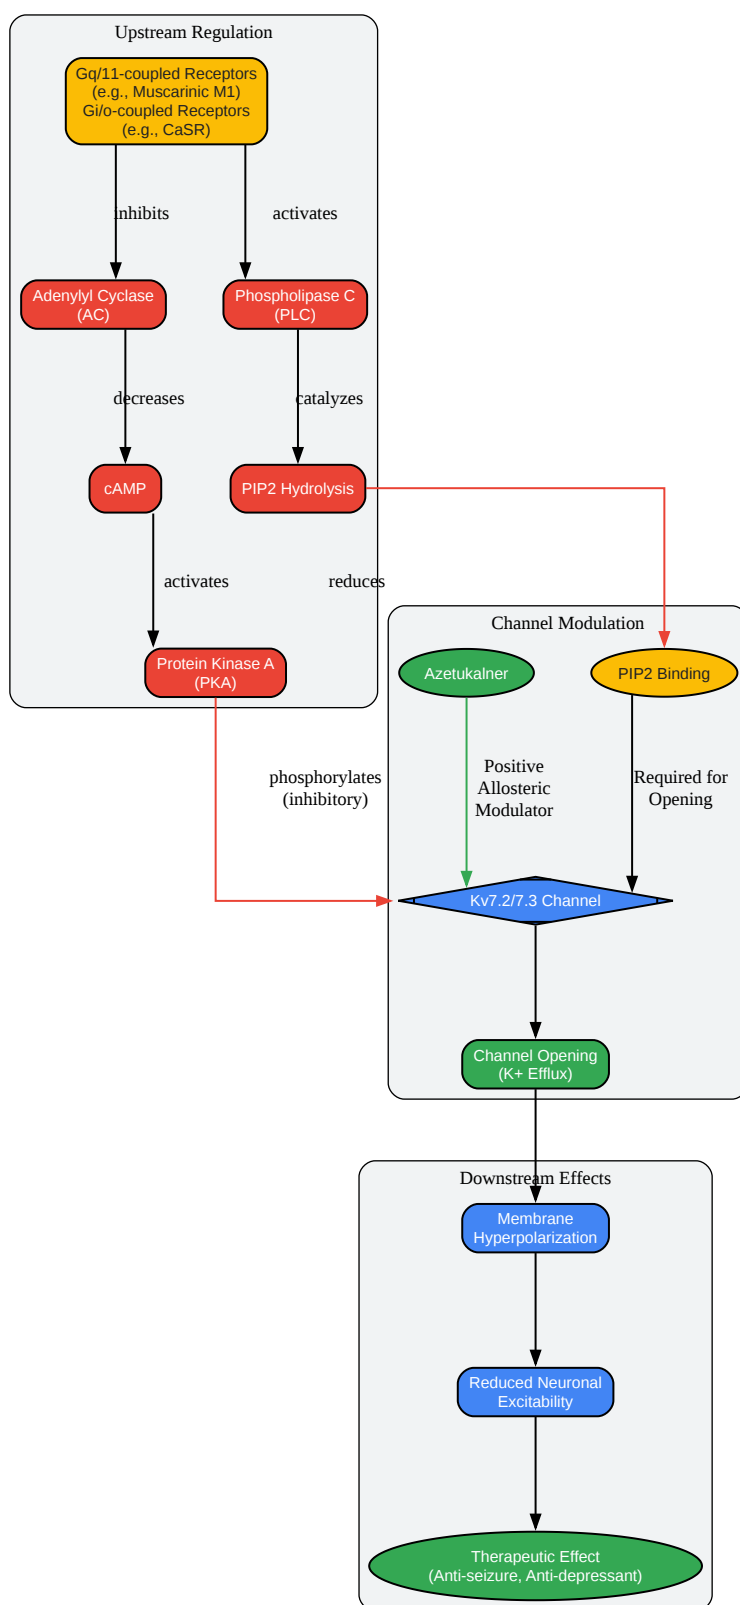 Upstream Regulation
Gq/11-coupled Receptors
(e.g., Muscarinic M1)
Gi/o-coupled Receptors
(e.g., CaSR)
inhibits
activates
Adenylyl Cyclase
(AC)
Phospholipase C
(PLC)
decreases
catalyzes
cAMP
PIP2 Hydrolysis
activates
reduces
Channel Modulation
Protein Kinase A
(PKA)
Azetukalner
PIP2 Binding
phosphorylates
(inhibitory)
Positive
Allosteric
Modulator
Required for
Opening
Kv7.2/7.3 Channel
Channel Opening
(K+ Efflux)
Downstream Effects
Membrane
Hyperpolarization
Reduced Neuronal
Excitability
Therapeutic Effect
(Anti-seizure, Anti-depressant)